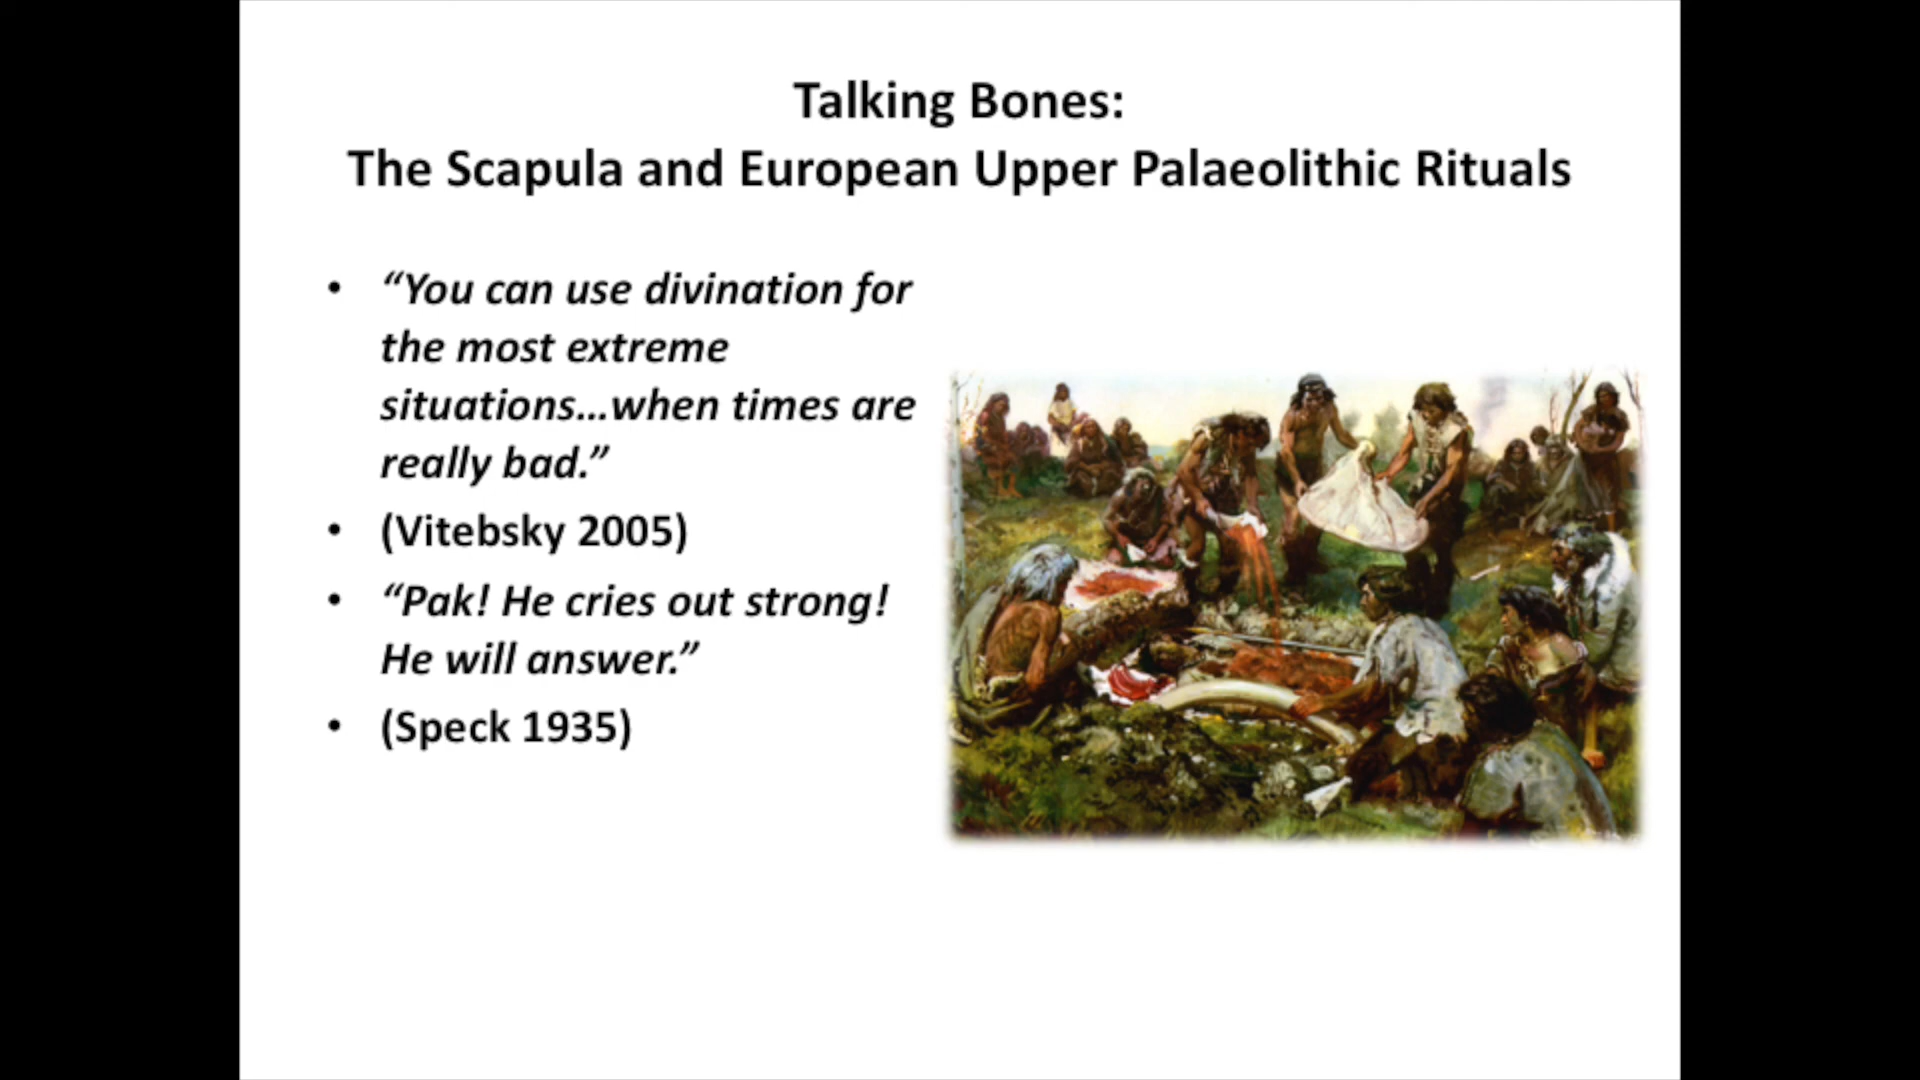 Talking Bones:
The Scapula and European Upper Palaeolithic Rituals
• “You can use divination for
the most extreme
situations…when times are
really bad.”
• (Vitebsky 2005)
• “Pak! He cries out strong!
He will answer.”
• (Speck 1935)